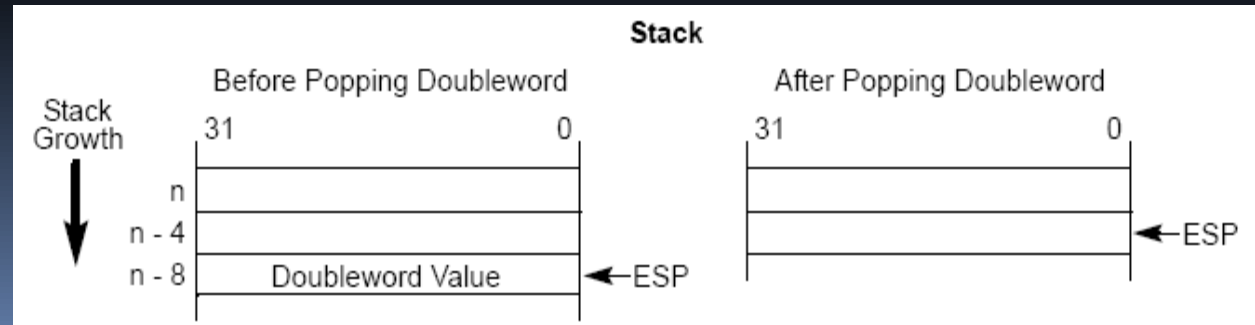 Stack
Before Popping Doubleword
After Popping Doubleword
Stack
Growth
31 0
31 0
n
n - 4
ESP
n - 8 Doubleword Value
ESP